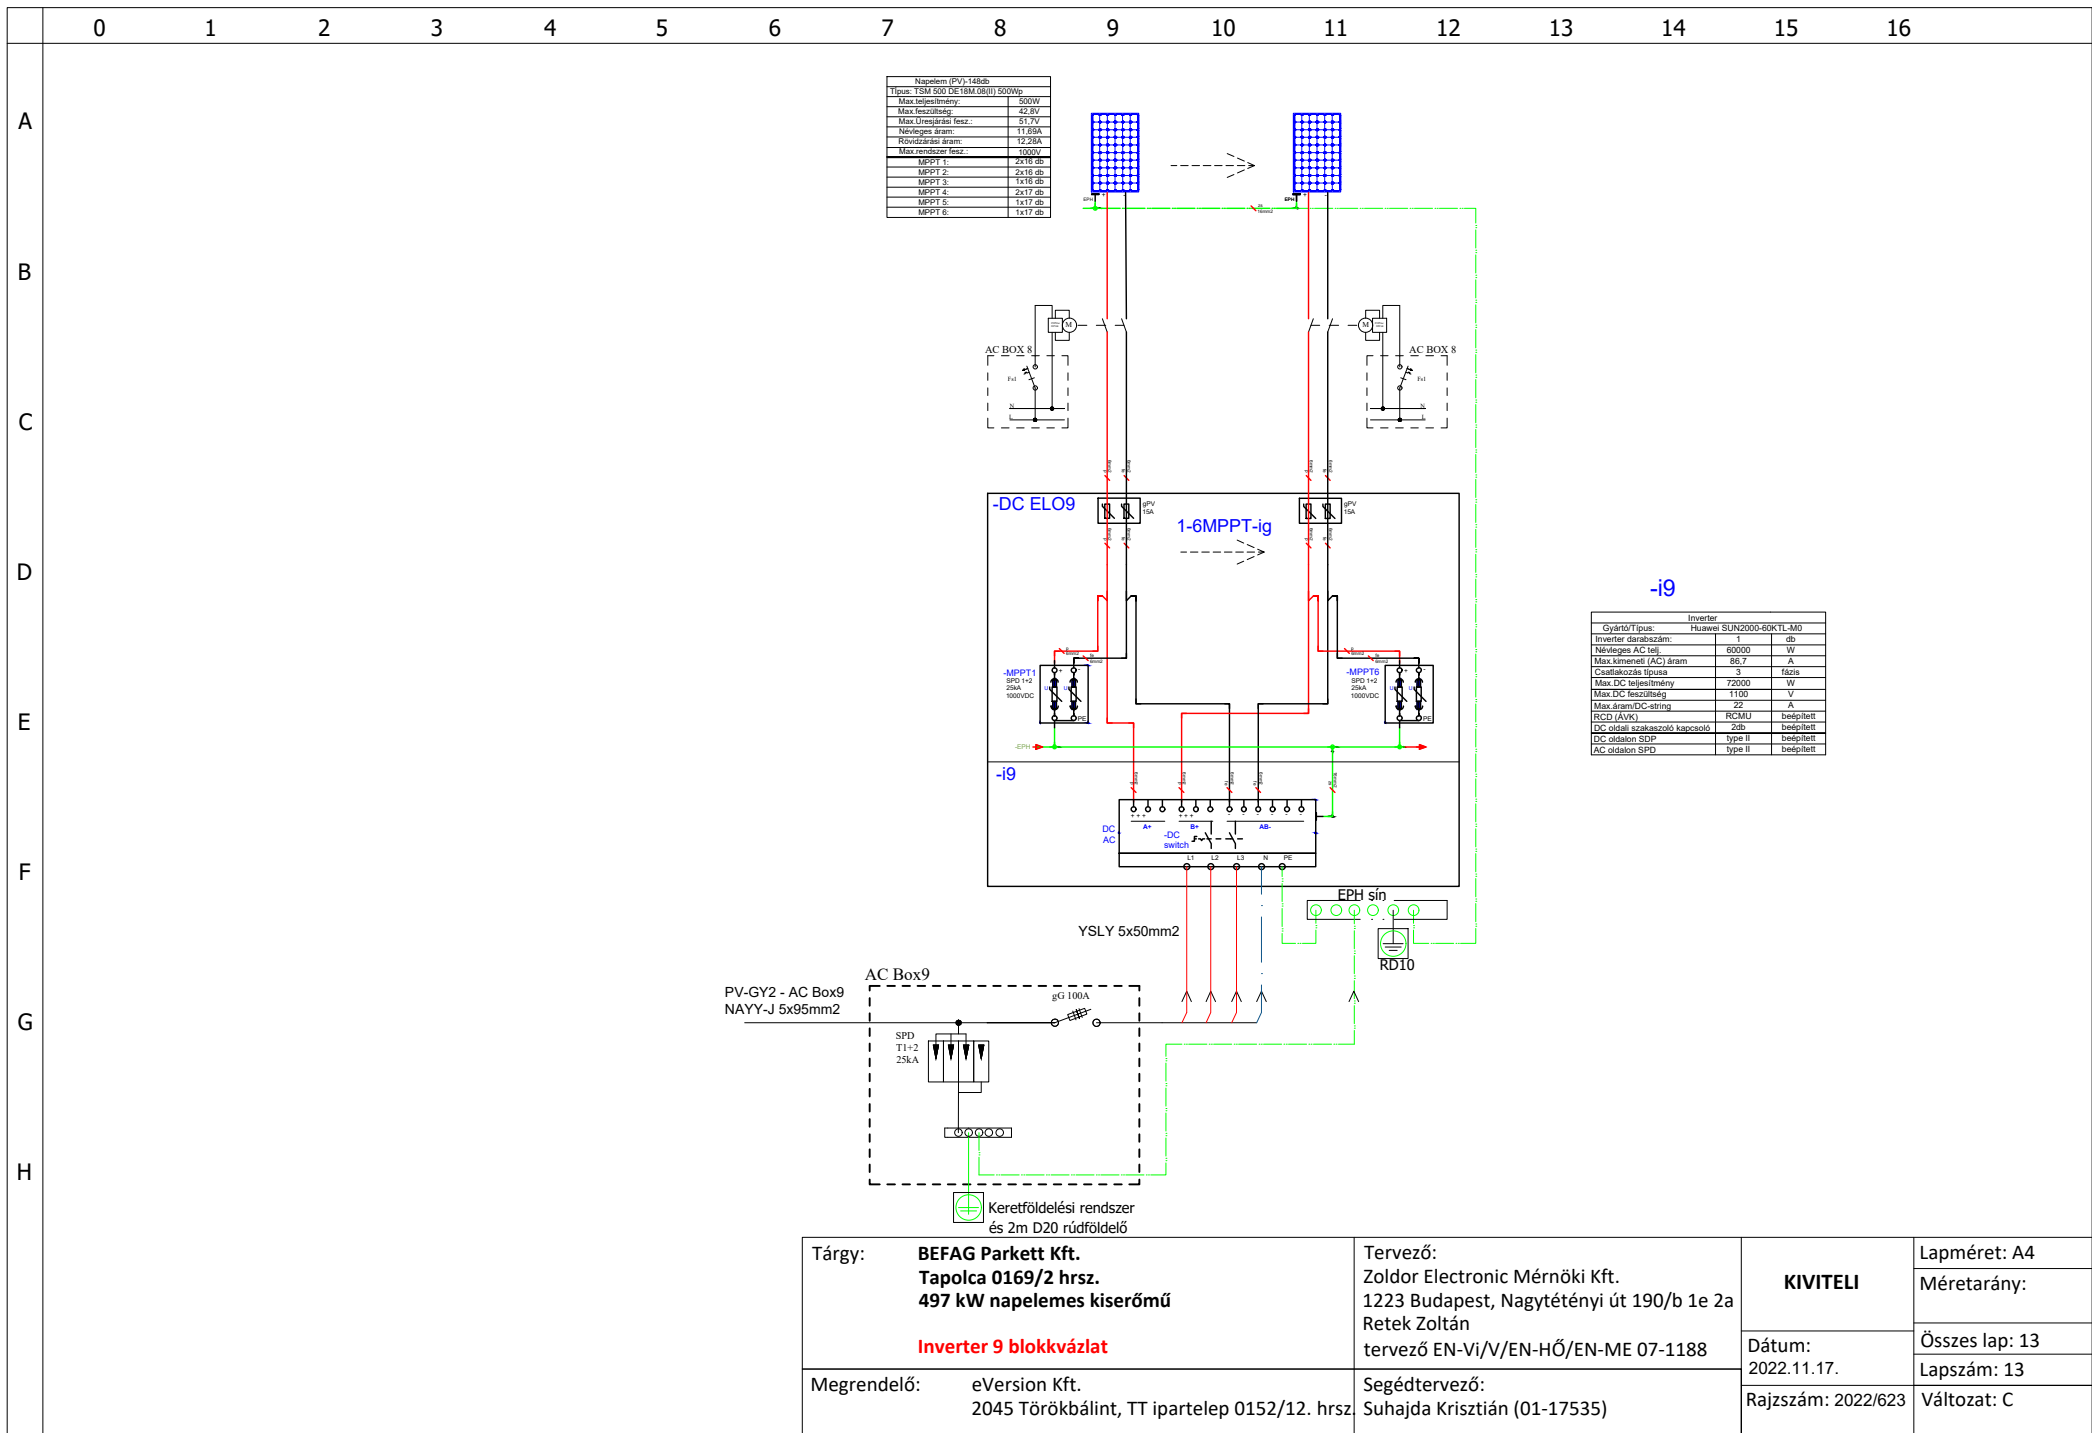 0 1 2 3 4 5 6 7 8 9 10 11 12 13 14 15 16
A
B
C
D
E
F
G
H
Napelem (PV)-148db
Típus: TSM 500 DE18M.08(II) 500Wp
Max.teljesítmény: 500W
Max.feszültség: 42,8V
Max.Üresjárási fesz.: 51,7V
Névleges áram: 11,69A
Rövidzárási áram: 12,28A
Max.rendszer fesz.: 1000V
MPPT 1: 2x16 db
MPPT 2: 2x16 db
MPPT 3: 1x16 db
MPPT 4: 2x17 db
MPPT 5: 1x17 db
MPPT 6: 1x17 db
EPH + -
EPH + -
16mm2
M
M
AC BOX 8
Fx1
N
L
AC BOX 8
Fx1
N
L
-DC ELO9
gPV
15A
gPV
15A
1-6MPPT-ig
-MPPT1
SPD 1+2
25kA
1000VDC
PE
-MPPT6
SPD 1+2
25kA
1000VDC
PE
-EPH
-i9
DC
AC
+ + +
A+
+ + +
B+
AB-
-DC
switch
L1 L2 L3 N PE
-i9
Inverter
Gyártó/Típus: Huawei SUN2000-60KTL-M0
Inverter darabszám: 1 db
Névleges AC telj. 60000 W
Max.kimeneti (AC) áram 86,7 A
Csatlakozás típusa 3 fázis
Max.DC teljesítmény 72000 W
Max.DC feszültség 1100 V
Max.áram/DC-string 22 A
RCD (ÁVK) RCMU beépített
DC oldali szakaszoló kapcsoló 2db beépített
DC oldalon SDP type II beépített
AC oldalon SPD type II beépített
EPH sín
RD10
YSLY 5x50mm2
AC Box9
PV-GY2 - AC Box9
NAYY-J 5x95mm2
gG 100A
SPD
T1+2
25kA
Keretföldelési rendszer
és 2m D20 rúdföldelő
Tárgy: BEFAG Parkett Kft.
Tapolca 0169/2 hrsz.
497 kW napelemes kiserőmű
Inverter 9 blokkvázlat
Megrendelő: eVersion Kft.
2045 Törökbálint, TT ipartelep 0152/12. hrsz.
Tervező:
Zoldor Electronic Mérnöki Kft.
1223 Budapest, Nagytétényi út 190/b 1e 2a
Retek Zoltán
tervező EN-Vi/V/EN-HŐ/EN-ME 07-1188
Segédtervező:
Suhajda Krisztián (01-17535)
KIVITELI
Dátum:
2022.11.17.
Rajzszám: 2022/623
Lapméret: A4
Méretarány:
Összes lap: 13
Lapszám: 13
Változat: C